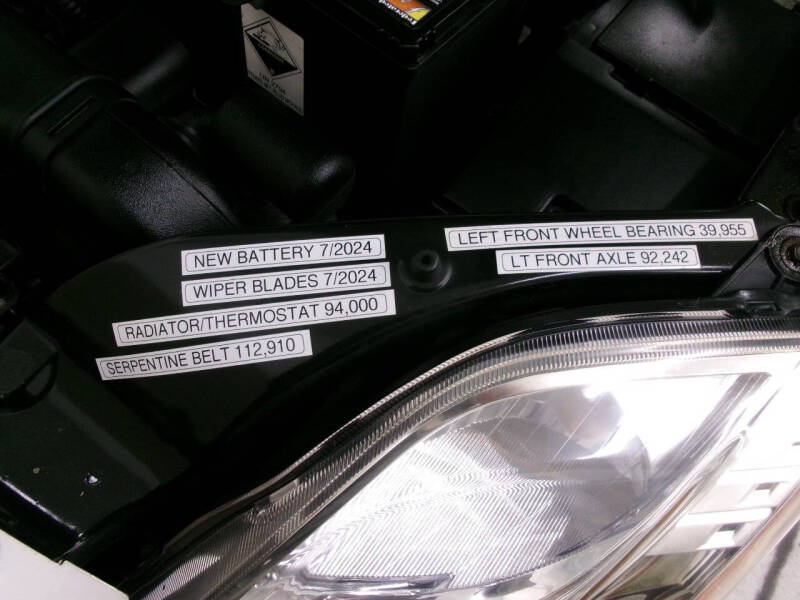 NEW BATTERY 7/2024
WIPER BLADES 7/2024
RADIATOR/THERMOSTAT 94,000
SERPENTINE BELT 112,910
LEFT FRONT WHEEL BEARING 39,955
LT FRONT AXLE 92,242